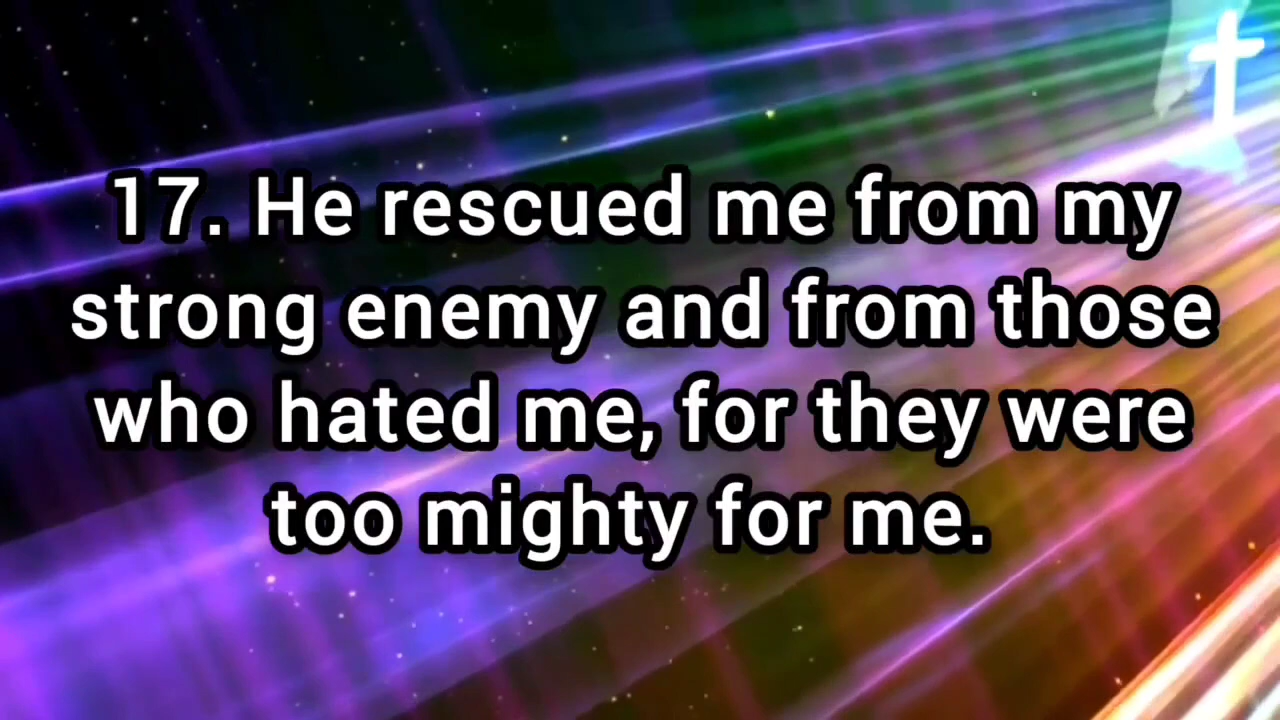 17. He rescued me from my
strong enemy and from those
who hated me, for they were
too mighty for me.